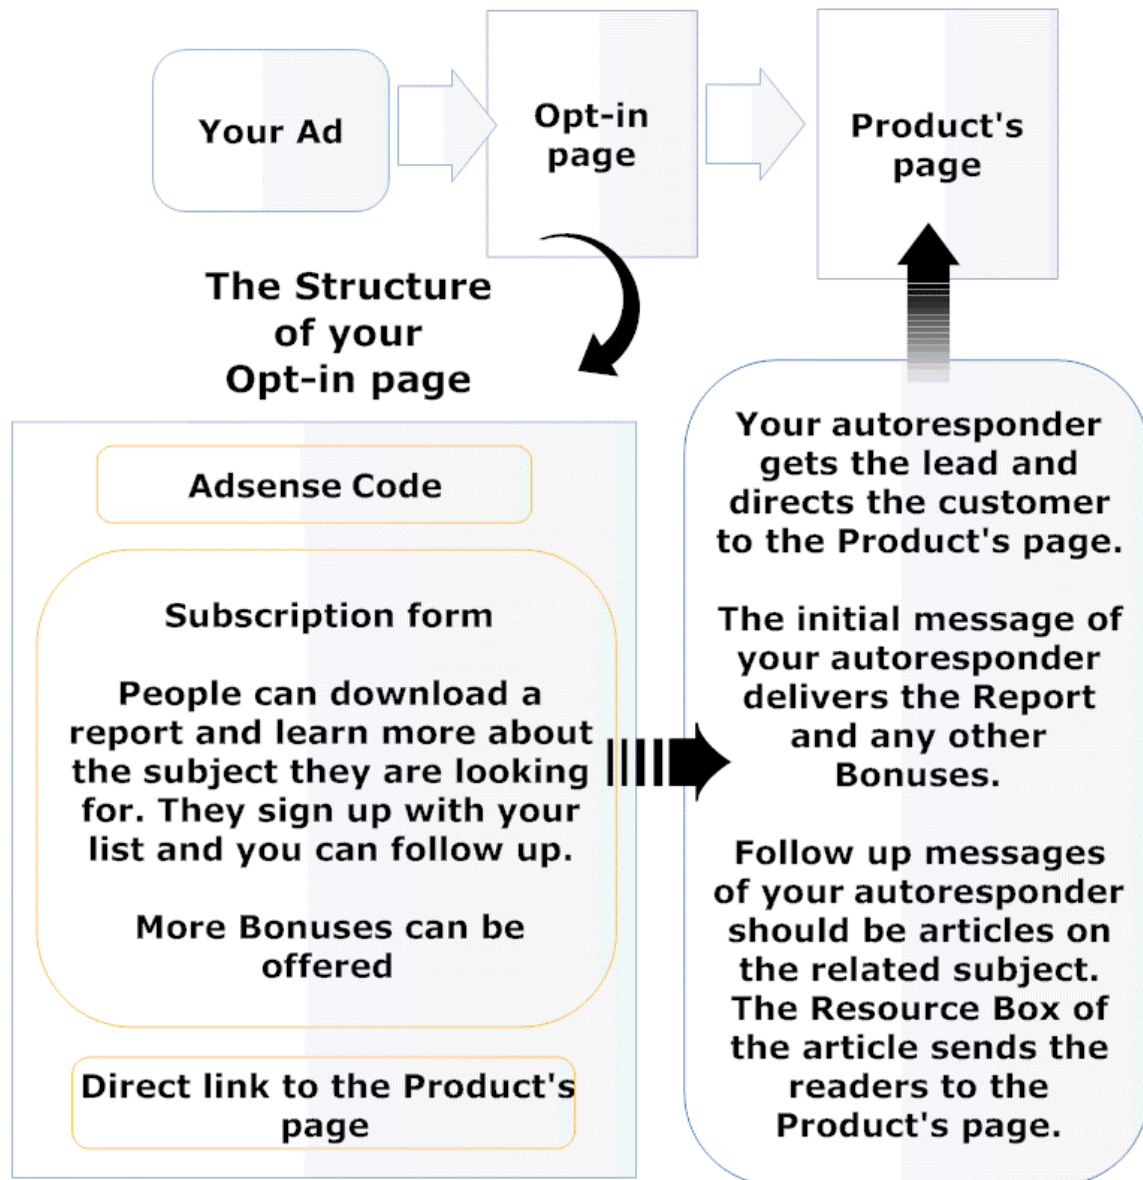 Your Ad
Opt-in
page
Product's
page
The Structure
of your
Opt-in page
Adsense Code
Subscription form
People can download a
report and learn more about
the subject they are looking
for. They sign up with your
list and you can follow up.
More Bonuses can be
offered
Direct link to the Product's
page
Your autoresponder
gets the lead and
directs the customer
to the Product's page.
The initial message of
your autoresponder
delivers the Report
and any other
Bonuses.
Follow up messages
of your autoresponder
should be articles on
the related subject.
The Resource Box of
the article sends the
readers to the
Product's page.